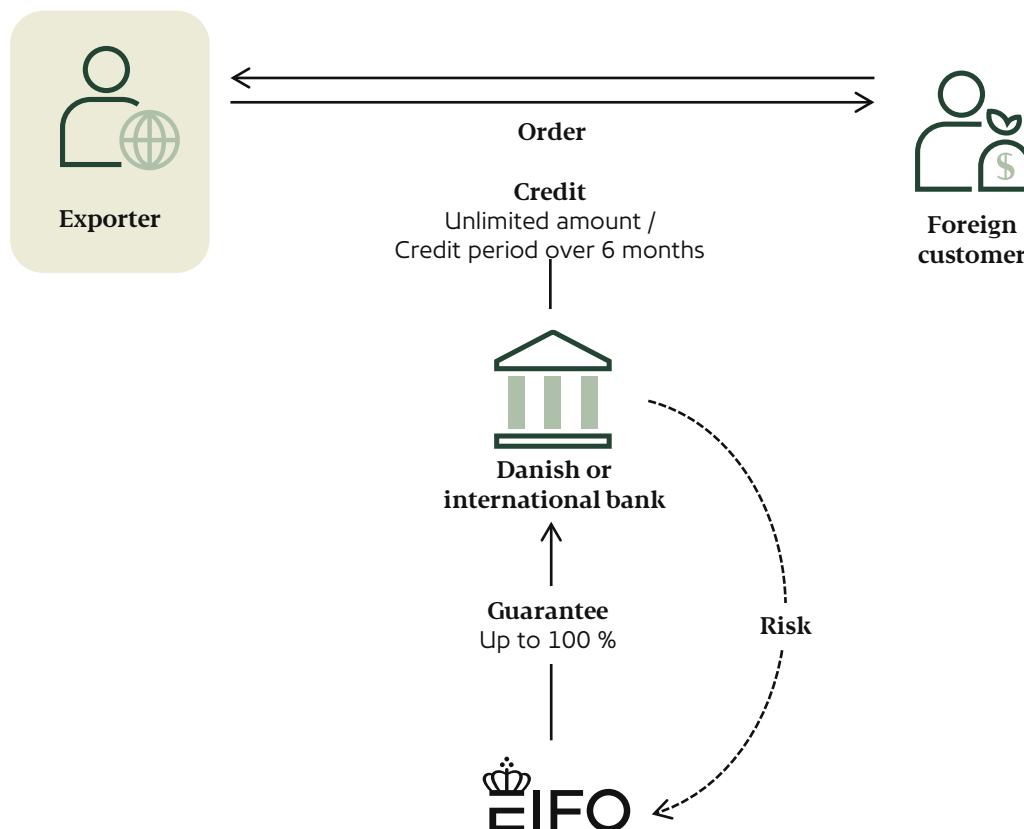 Order
Exporter
Credit
Unlimited amount /
Credit period over 6 months
Foreign
customer
$
Danish or
international bank
Guarantee
Up to 100 %
Risk
EIFO